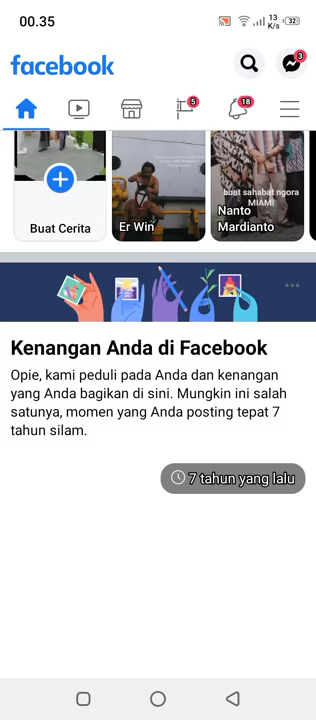 00.35
13
K/s
32
facebook
3
5
18
Buat Cerita
Er Win
buat sahabat ngora
MIAMI
Nanto
Mardianto
Kenangan Anda di Facebook
Opie, kami peduli pada Anda dan kenangan
yang Anda bagikan di sini. Mungkin ini salah
satunya, momen yang Anda posting tepat 7
tahun silam.
7 tahun yang lalu